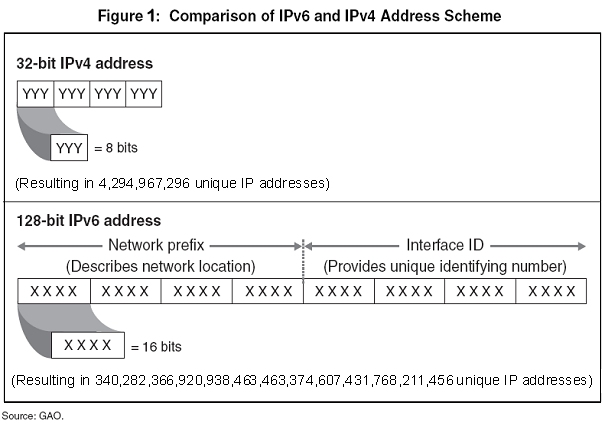 Figure 1: Comparison of IPv6 and IPv4 Address Scheme
32-bit IPv4 address
YYY YYY YYY YYY
YYY = 8 bits
(Resulting in 4,294,967,296 unique IP addresses)
128-bit IPv6 address
Network prefix Interface ID
(Describes network location) (Provides unique identifying number)
XXXX XXXX XXXX XXXX XXXX XXXX XXXX XXXX
XXXX = 16 bits
(Resulting in 340,282,366,920,938,463,463,374,607,431,768,211,456 unique IP addresses)
Source: GAO.